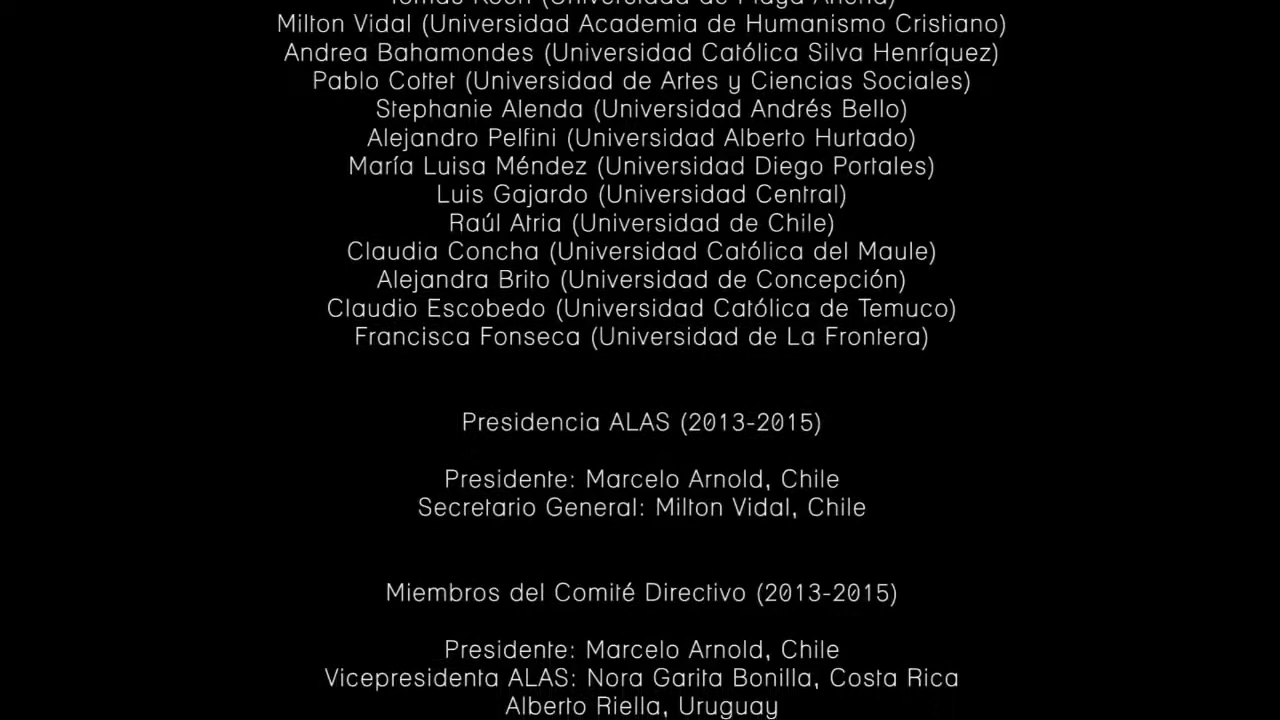 Milton Vidal (Universidad Academia de Humanismo Cristiano)
Andrea Bahamondes (Universidad Católica Silva Henríquez)
Pablo Cottet (Universidad de Artes y Ciencias Sociales)
Stephanie Alenda (Universidad Andrés Bello)
Alejandro Pelfini (Universidad Alberto Hurtado)
María Luisa Méndez (Universidad Diego Portales)
Luis Gajardo (Universidad Central)
Raúl Atria (Universidad de Chile)
Claudia Concha (Universidad Católica del Maule)
Alejandra Brito (Universidad de Concepción)
Claudio Escobedo (Universidad Católica de Temuco)
Francisca Fonseca (Universidad de La Frontera)
Presidencia ALAS (2013-2015)
Presidente: Marcelo Arnold, Chile
Secretario General: Milton Vidal, Chile
Miembros del Comité Directivo (2013-2015)
Presidente: Marcelo Arnold, Chile
Vicepresidenta ALAS: Nora Garita Bonilla, Costa Rica
Alberto Riella, Uruguay